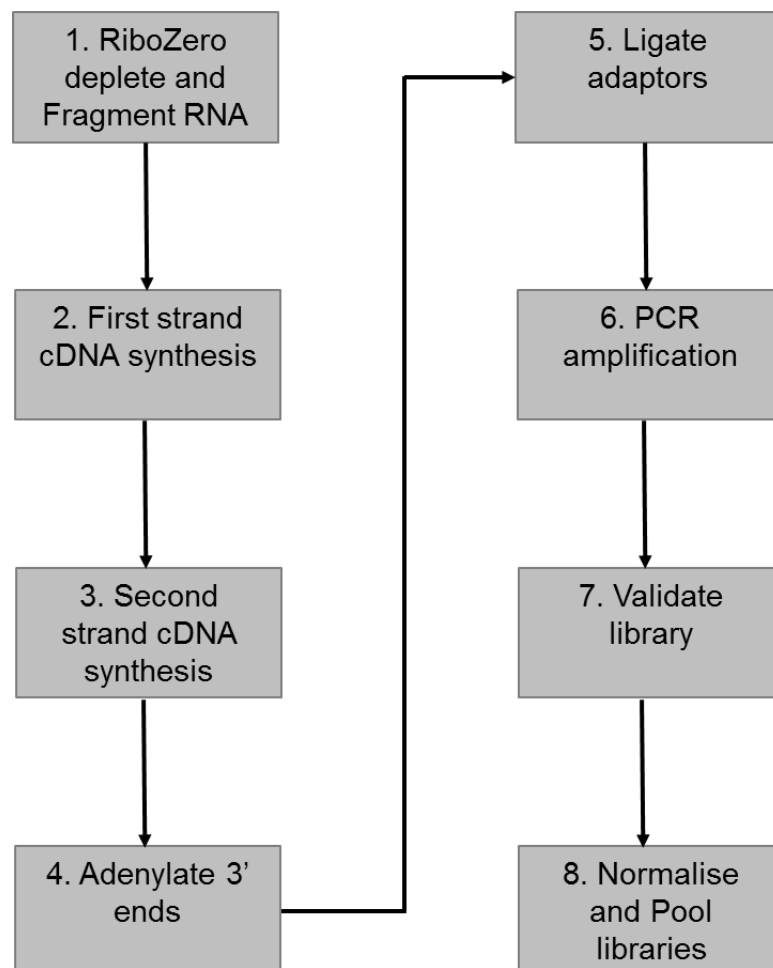 1. RiboZero
deplete and
Fragment RNA
2. First strand
cDNA synthesis
3. Second
strand cDNA
synthesis
4. Adenylate 3’
ends
5. Ligate
adaptors
6. PCR
amplification
7. Validate
library
8. Normalise
and Pool
libraries